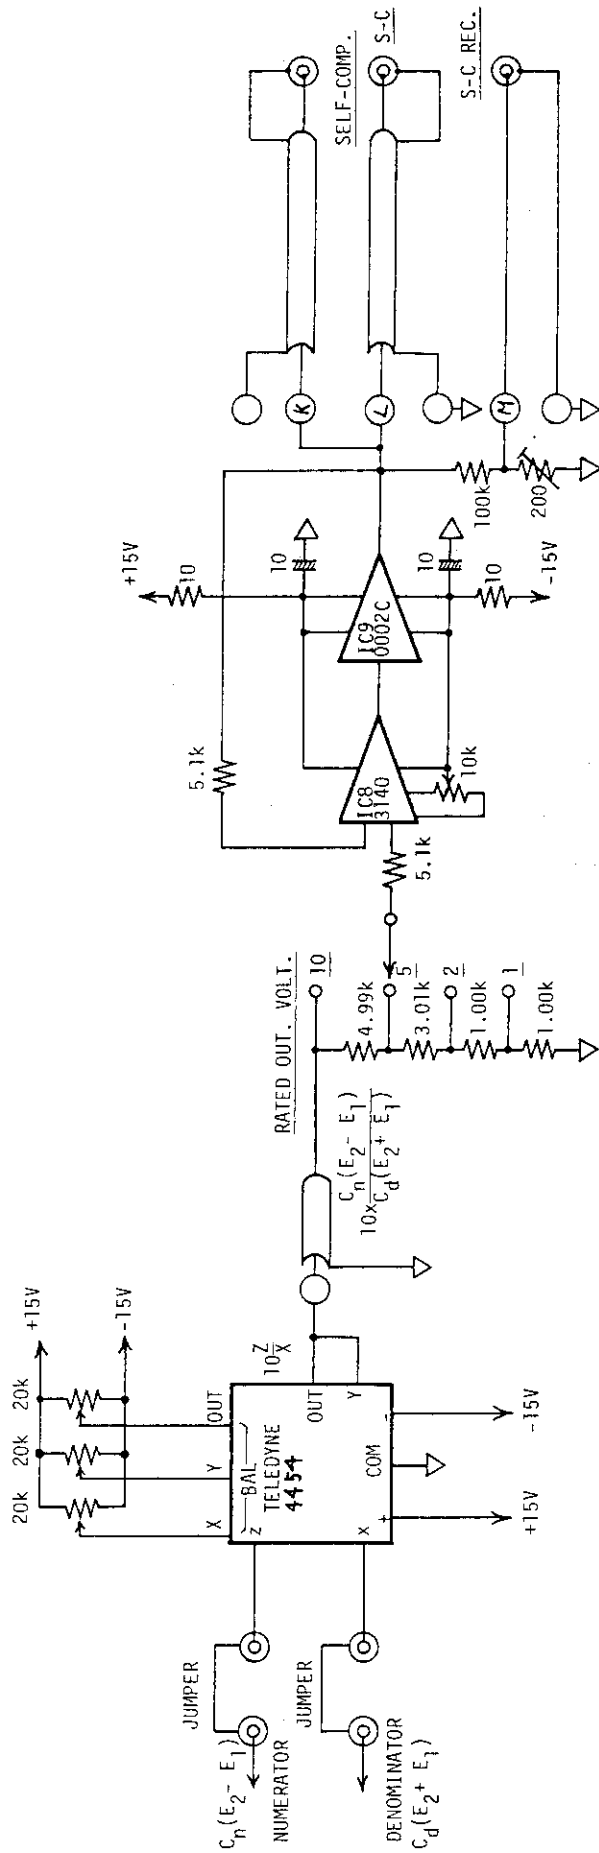 C_n(E_2 - E_1)
NUMERATOR
JUMPER
JUMPER
DENOMINATOR
C_d(E_2 + E_1)
20k
20k
20k
+15V
-15V
X
Y
OUT
BAL
Z
TELEDYNE
4454
X
OUT
Y
+
COM
-
+15V
-15V
10 Z/X
10x C_n(E_2 - E_1)/C_d(E_2 + E_1)
RATED OUT. VOLT.
10
4.99k
5
3.01k
2
1.00k
1
1.00k
5.1k
5.1k
IC8
3140
10k
IC9
0002C
+15V
10
10
10
10
-15V
100k
200
K
L
M
SELF-COMP.
S-C
S-C REC.